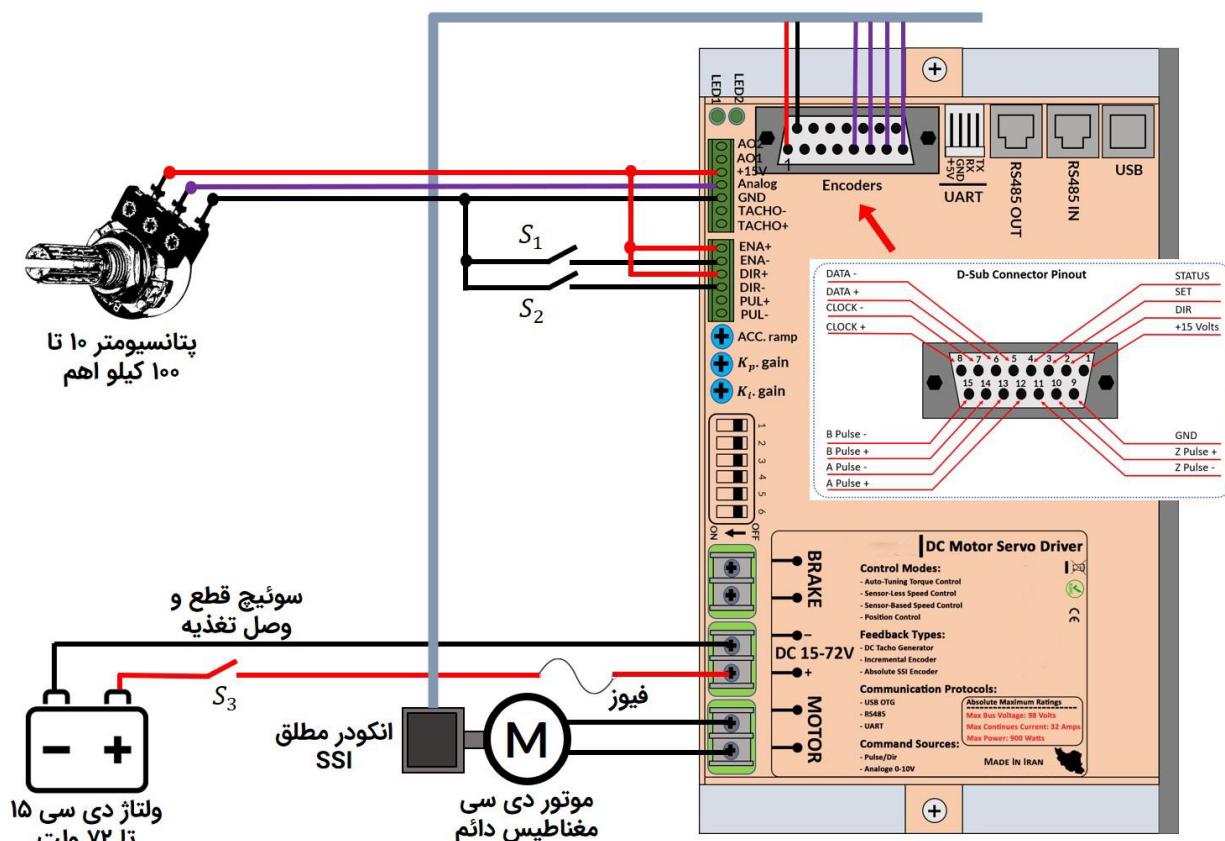 LED1
LED2
AO2
AO1
+15V
Analog
GND
TACHO-
TACHO+
1
Encoders
+5V
GND
RX
TX
UART
RS485 OUT
RS485 IN
USB
S1
S2
ENA+
ENA-
DIR+
DIR-
PUL+
PUL-
ACC. ramp
Kp. gain
Ki. gain
پتانسیومتر ۱۰ تا
۱۰۰ کیلو اهم
D-Sub Connector Pinout
DATA -
DATA +
CLOCK -
CLOCK +
STATUS
SET
DIR
+15 Volts
8 7 6 5 4 3 2 1
15 14 13 12 11 10 9
B Pulse -
B Pulse +
A Pulse -
A Pulse +
GND
Z Pulse +
Z Pulse -
1
2
3
4
5
6
ON
OFF
BRAKE
DC 15-72V
−
+
MOTOR
DC Motor Servo Driver
Control Modes:
- Auto-Tuning Torque Control
- Sensor-Less Speed Control
- Sensor-Based Speed Control
- Position Control
Feedback Types:
- DC Tacho Generator
- Incremental Encoder
- Absolute SSI Encoder
Communication Protocols:
- USB OTG
- RS485
- UART
Command Sources:
- Pulse/Dir
- Analoge 0-10V
CE
Absolute Maximum Ratings
Max Bus Voltage: 98 Volts
Max Continues Current: 32 Amps
Max Power: 900 Watts
MADE IN IRAN
سوئیچ قطع و
وصل تغذیه
S3
فیوز
انکودر مطلق
SSI
M
موتور دی سی
مغناطیس دائم
− +
ولتاژ دی سی ۱۵
تا ۷۲ ولت